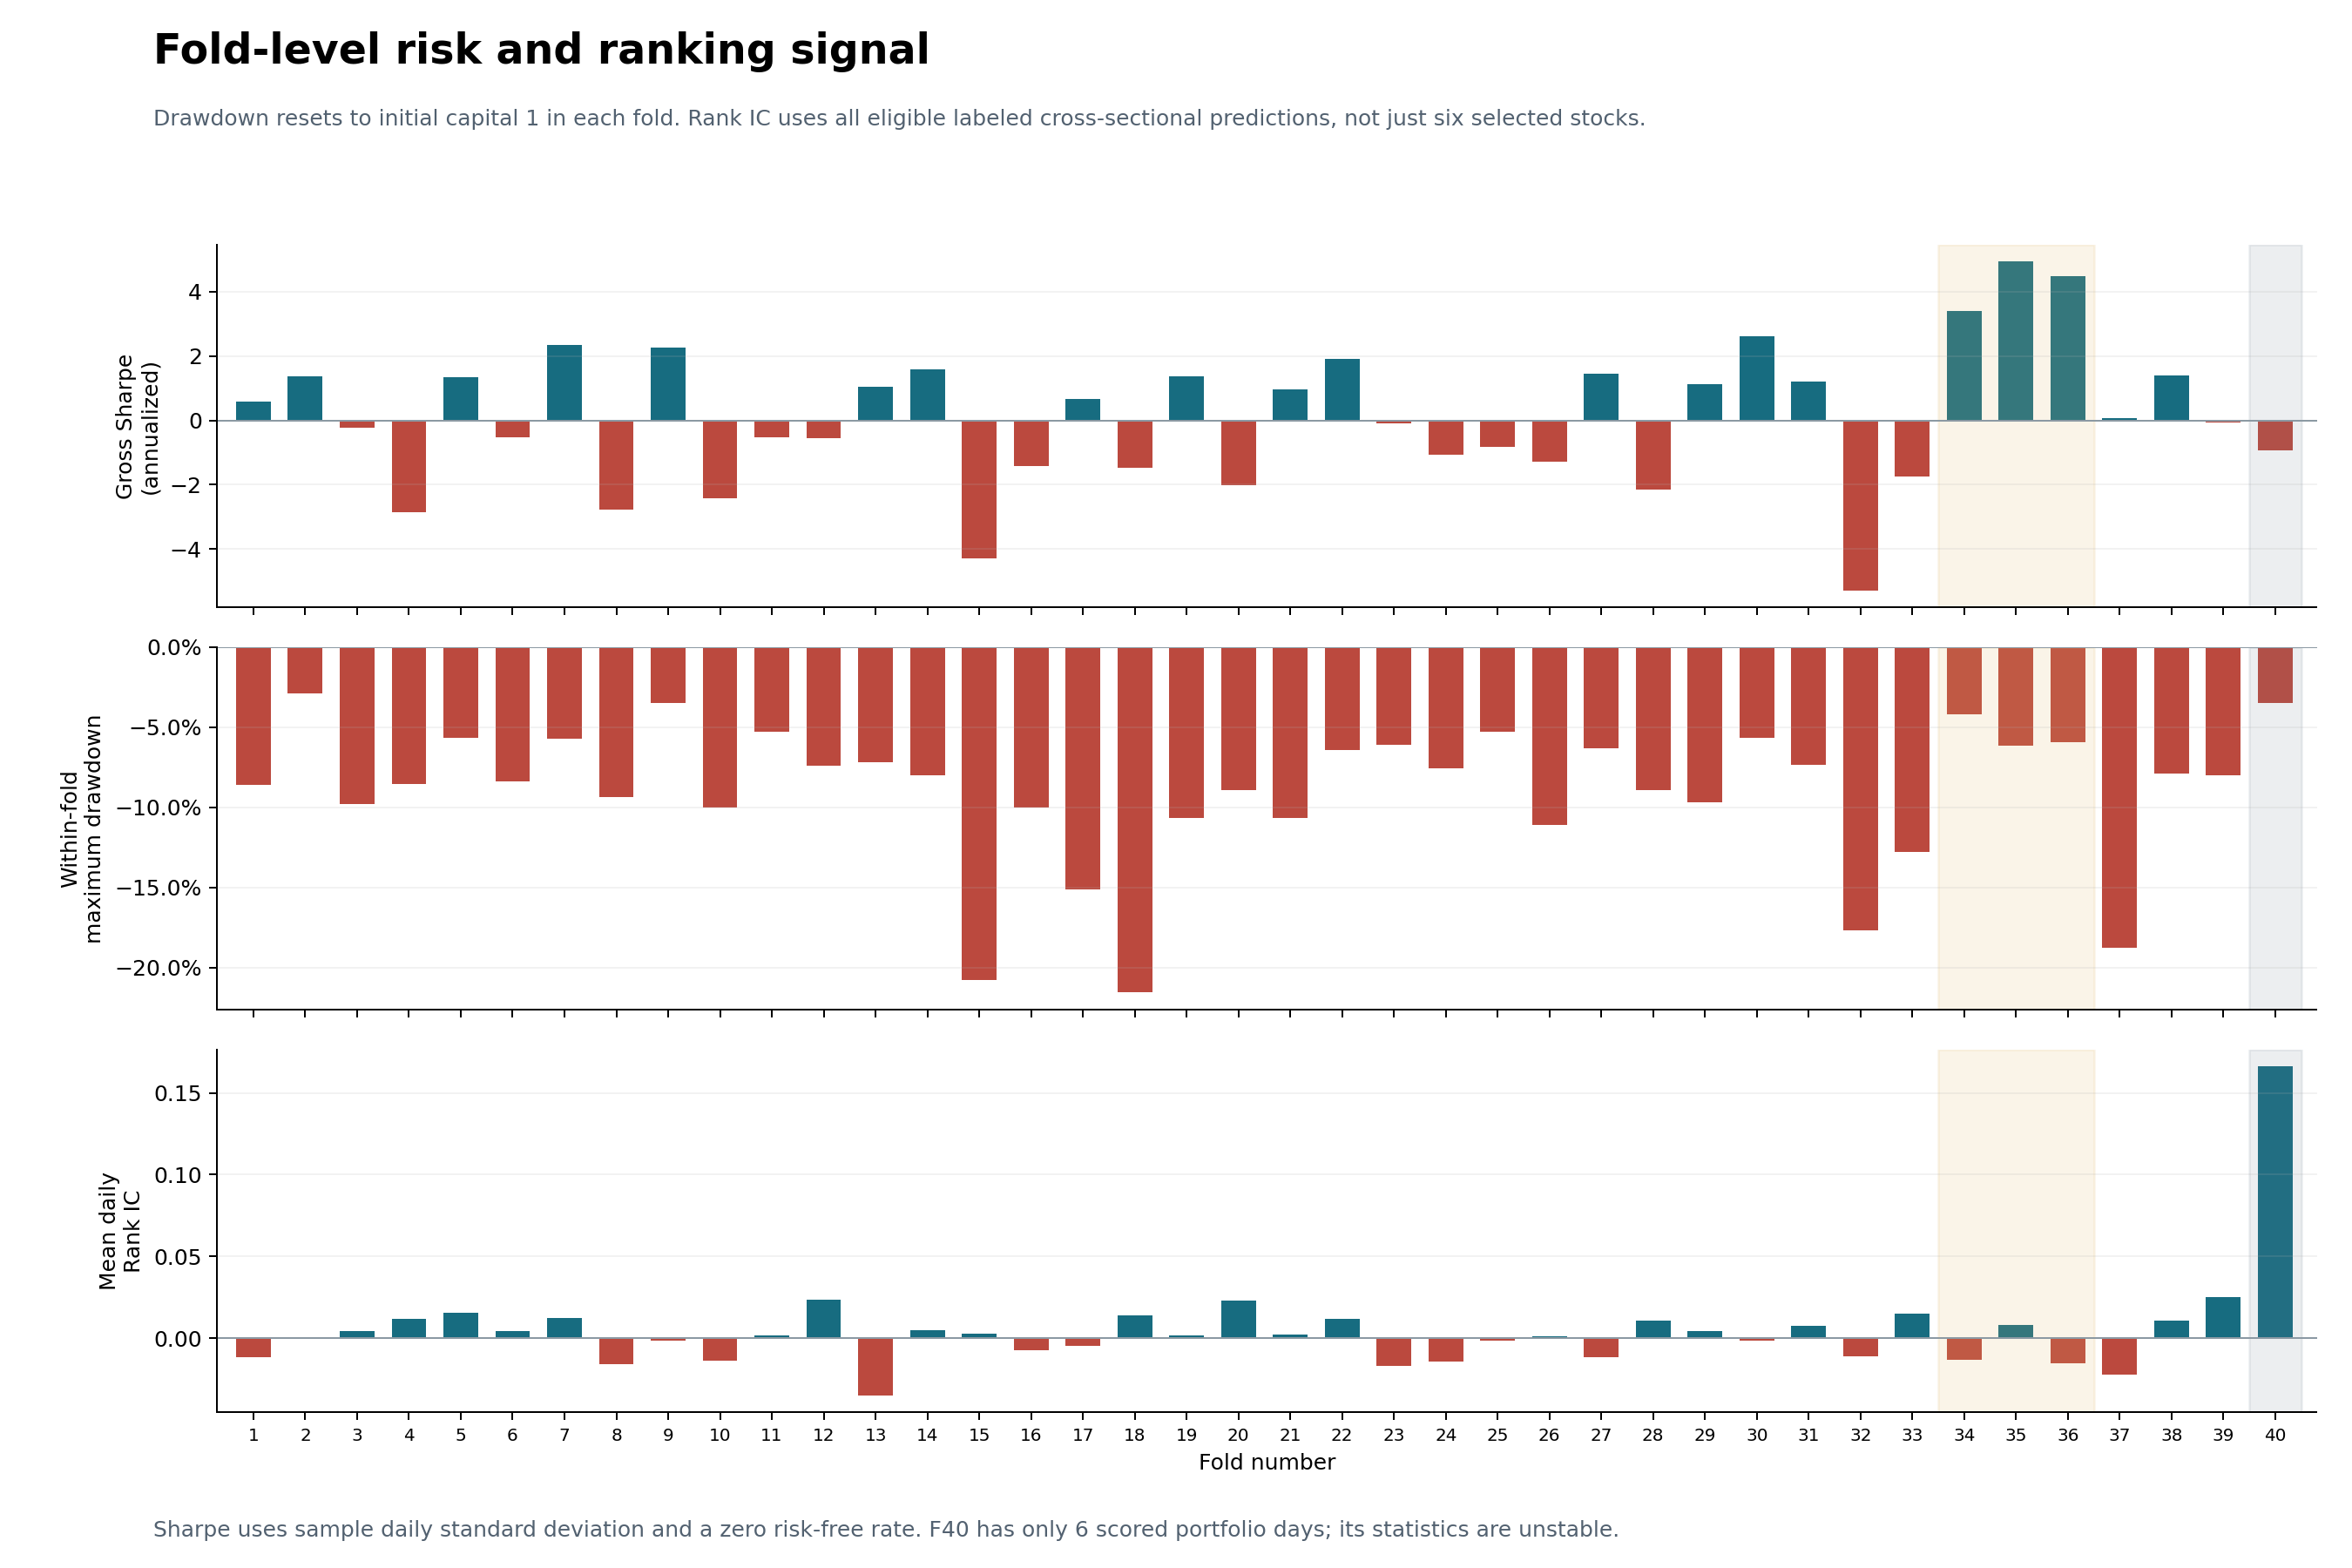 Fold-level risk and ranking signal
Drawdown resets to initial capital 1 in each fold. Rank IC uses all eligible labeled cross-sectional predictions, not just six selected stocks.
Gross Sharpe
(annualized)
4
2
0
−2
−4
Within-fold
maximum drawdown
0.0%
−5.0%
−10.0%
−15.0%
−20.0%
Mean daily
Rank IC
0.15
0.10
0.05
0.00
1 2 3 4 5 6 7 8 9 10 11 12 13 14 15 16 17 18 19 20 21 22 23 24 25 26 27 28 29 30 31 32 33 34 35 36 37 38 39 40
Fold number
Sharpe uses sample daily standard deviation and a zero risk-free rate. F40 has only 6 scored portfolio days; its statistics are unstable.